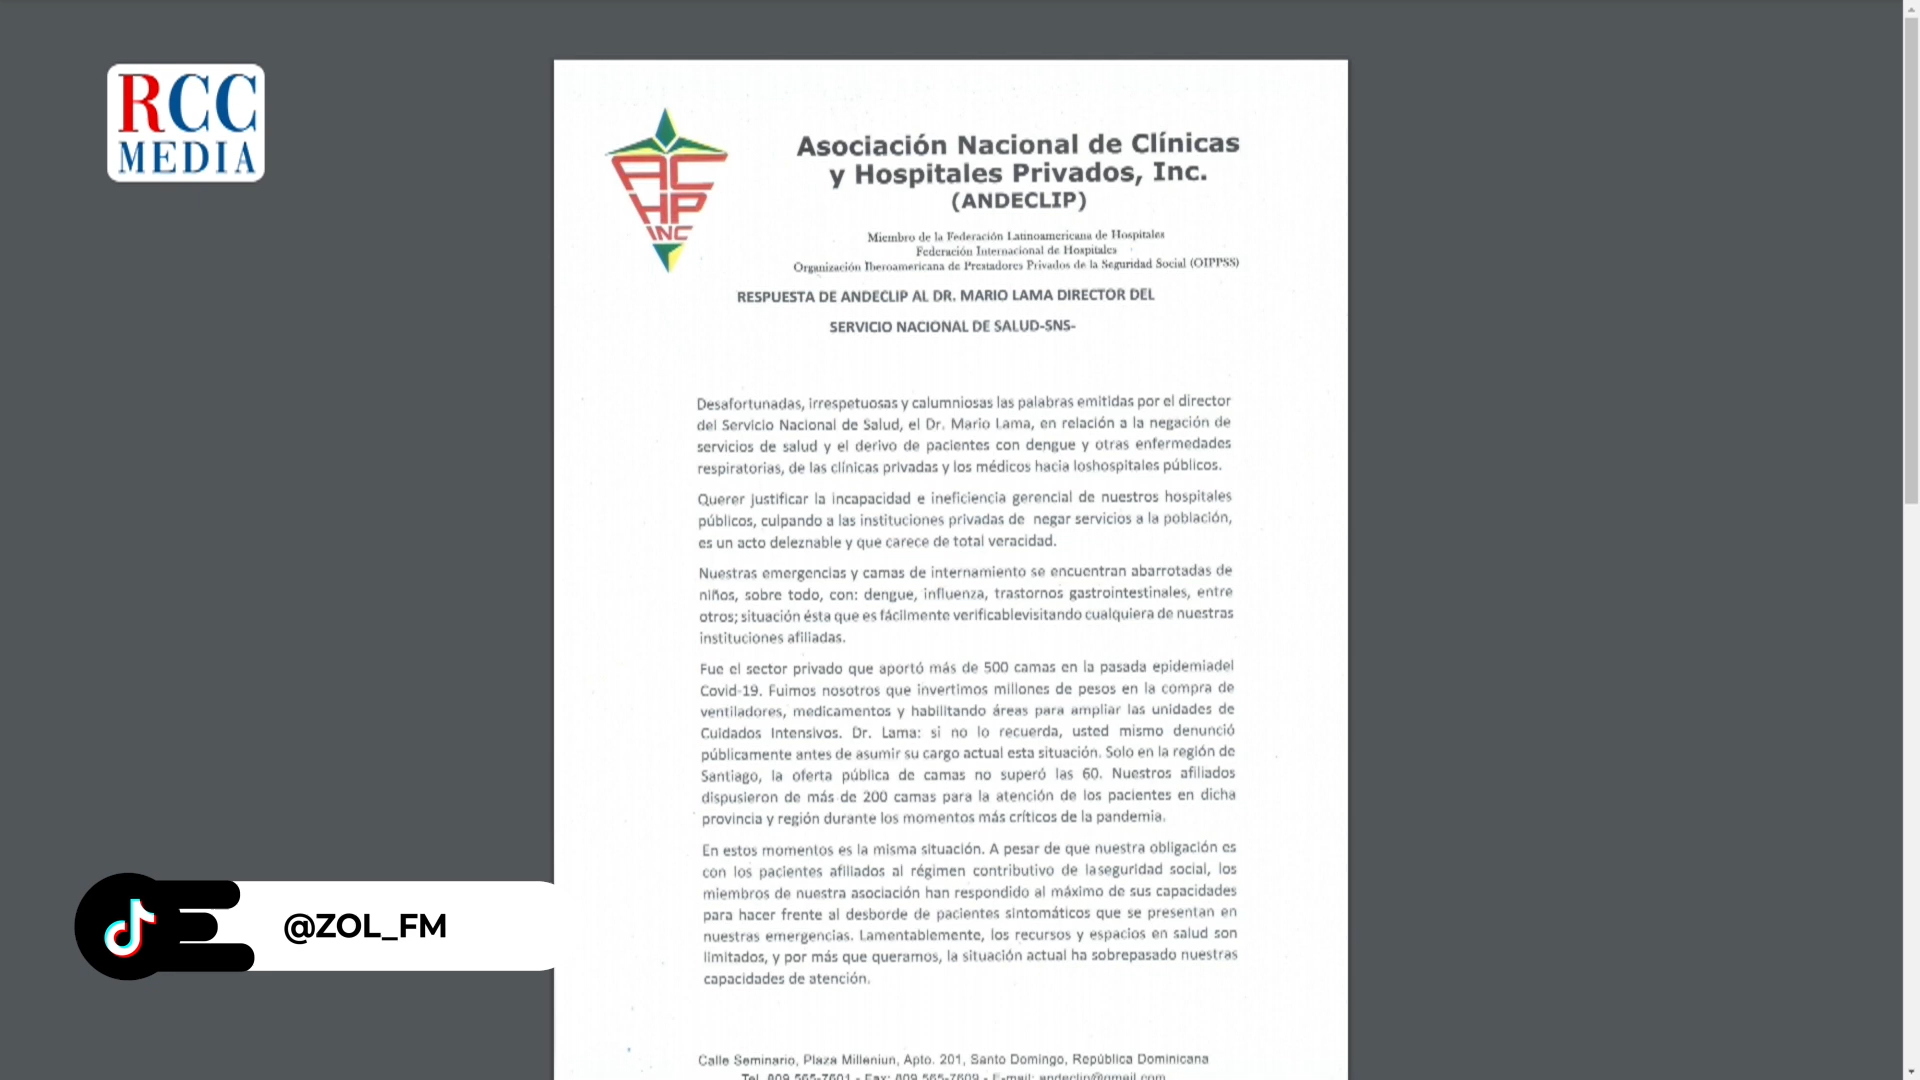 RCC
MEDIA
ACHP
INC
Asociación Nacional de Clínicas
y Hospitales Privados, Inc.
(ANDECLIP)
Miembro de la Federación Latinoamericana de Hospitales
Federación Internacional de Hospitales
Organización Iberoamericana de Prestadores Privados de la Seguridad Social (OIPPSS)
RESPUESTA DE ANDECLIP AL DR. MARIO LAMA DIRECTOR DEL
SERVICIO NACIONAL DE SALUD-SNS-
Desafortunadas, irrespetuosas y calumniosas las palabras emitidas por el director
del Servicio Nacional de Salud, el Dr. Mario Lama, en relación a la negación de
servicios de salud y el derivo de pacientes con dengue y otras enfermedades
respiratorias, de las clínicas privadas y los médicos hacia loshospitales públicos.
Querer justificar la incapacidad e ineficiencia gerencial de nuestros hospitales
públicos, culpando a las instituciones privadas de negar servicios a la población,
es un acto deleznable y que carece de total veracidad.
Nuestras emergencias y camas de internamiento se encuentran abarrotadas de
niños, sobre todo, con: dengue, influenza, trastornos gastrointestinales, entre
otros; situación ésta que es fácilmente verificablevisitando cualquiera de nuestras
instituciones afiliadas.
Fue el sector privado que aportó más de 500 camas en la pasada epidemiadel
Covid-19. Fuimos nosotros que invertimos millones de pesos en la compra de
ventiladores, medicamentos y habilitando áreas para ampliar las unidades de
Cuidados Intensivos. Dr. Lama: si no lo recuerda, usted mismo denunció
públicamente antes de asumir su cargo actual esta situación. Solo en la región de
Santiago, la oferta pública de camas no superó las 60. Nuestros afiliados
dispusieron de más de 200 camas para la atención de los pacientes en dicha
provincia y región durante los momentos más críticos de la pandemia.
En estos momentos es la misma situación. A pesar de que nuestra obligación es
con los pacientes afiliados al régimen contributivo de laseguridad social, los
miembros de nuestra asociación han respondido al máximo de sus capacidades
para hacer frente al desborde de pacientes sintomáticos que se presentan en
nuestras emergencias. Lamentablemente, los recursos y espacios en salud son
limitados, y por más que queramos, la situación actual ha sobrepasado nuestras
capacidades de atención.
Calle Seminario, Plaza Milleniun, Apto. 201, Santo Domingo, República Dominicana
Tel. 809 565-7601 - Fax: 809 565-7609 - E-mail: andeclip@gmail.com
@ZOL_FM